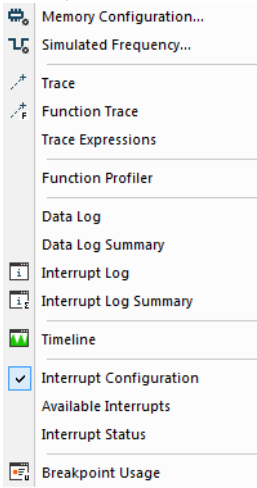 Memory Configuration...
Simulated Frequency...
Trace
F
Function Trace
Trace Expressions
Function Profiler
Data Log
Data Log Summary
i
Interrupt Log
i Σ
Interrupt Log Summary
Timeline
Interrupt Configuration
Available Interrupts
Interrupt Status
Breakpoint Usage